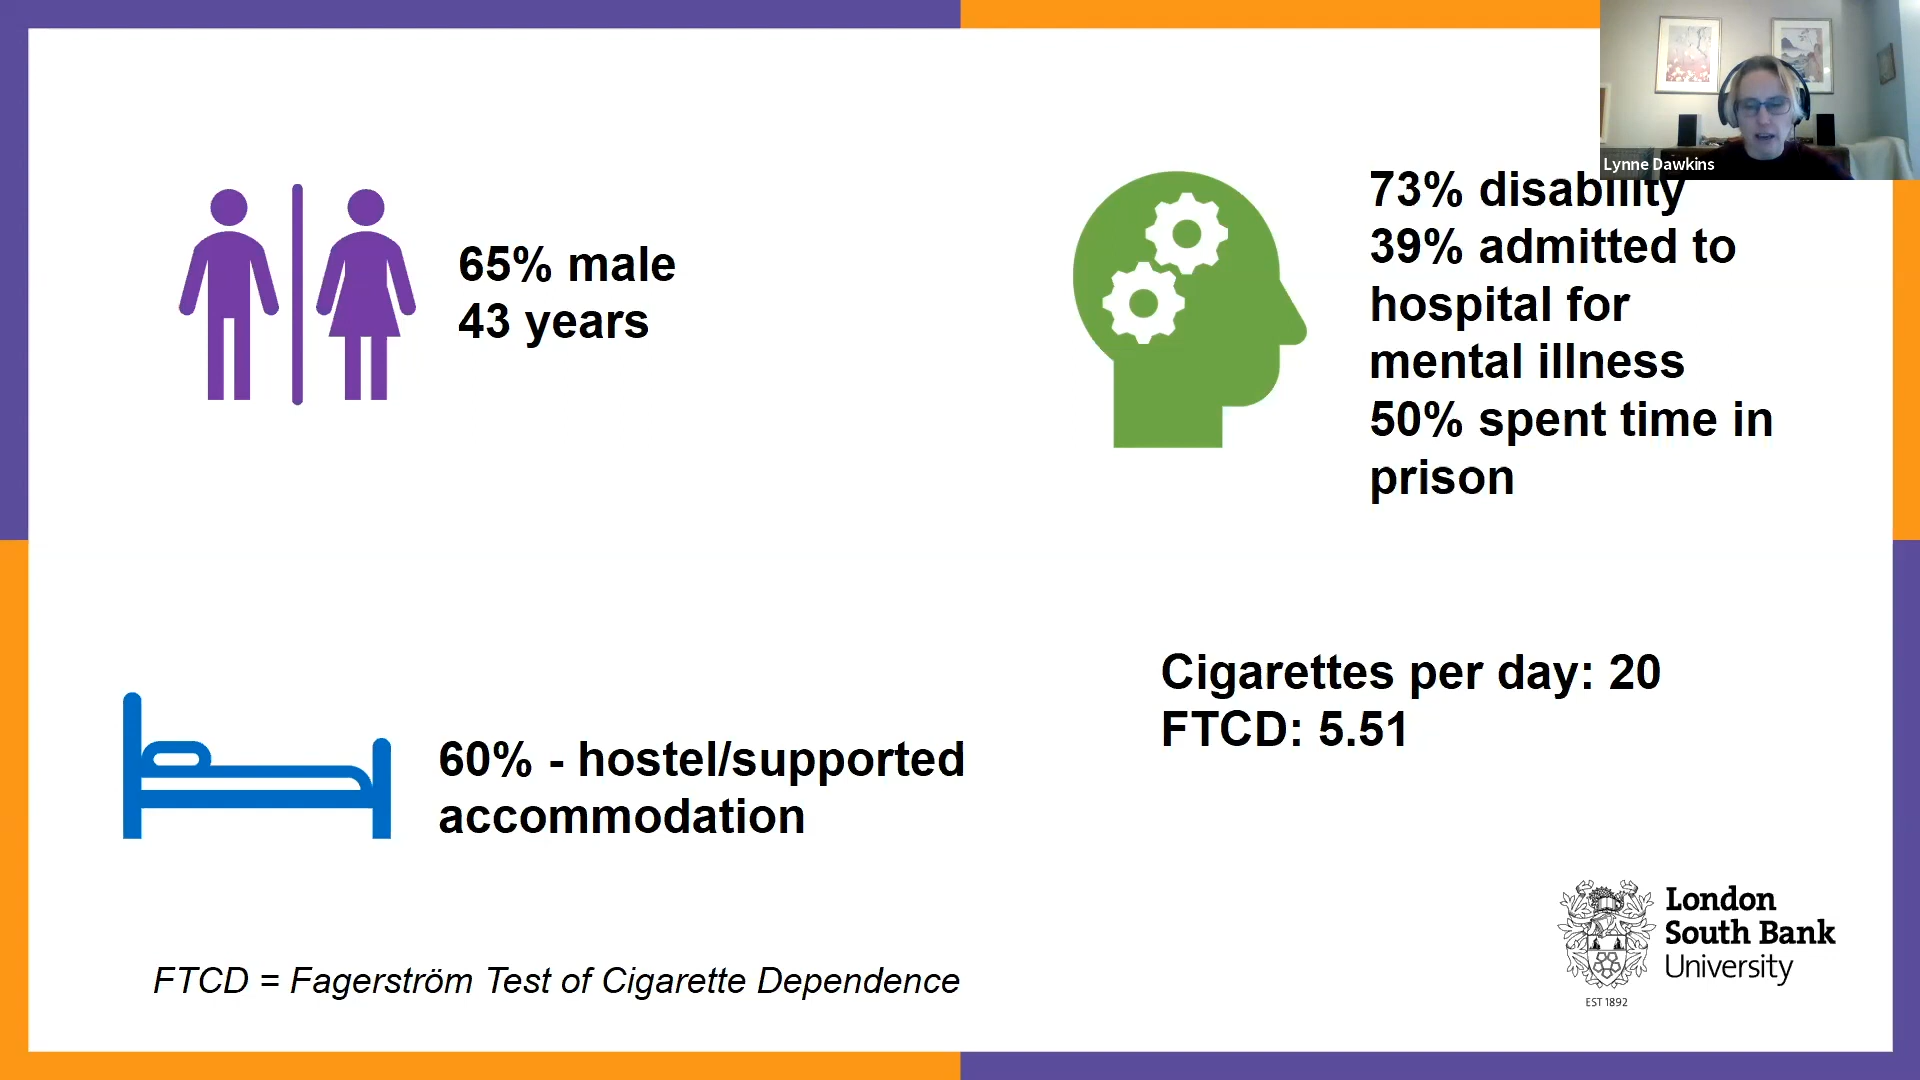 Lynne Dawkins
65% male
43 years
73% disability
39% admitted to
hospital for
mental illness
50% spent time in
prison
60% - hostel/supported
accommodation
Cigarettes per day: 20
FTCD: 5.51
FTCD = Fagerström Test of Cigarette Dependence
London
South Bank
University
EST 1892